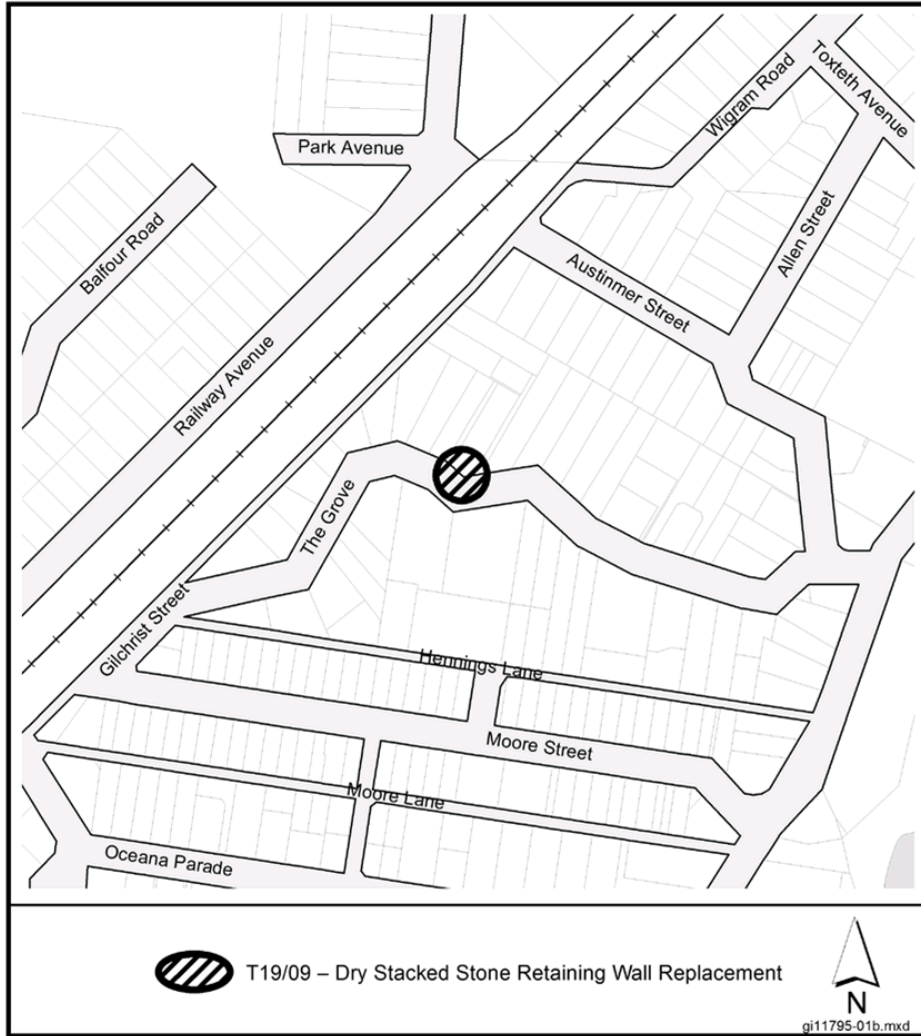 Toxteth Avenue
Wigram Road
Park Avenue
Allen Street
Balfour Road
Austinmer Street
Railway Avenue
The Grove
Gilchrist Street
Hennings Lane
Moore Street
Moore Lane
Oceana Parade
T19/09 – Dry Stacked Stone Retaining Wall Replacement
N
gi11795-01b.mxd